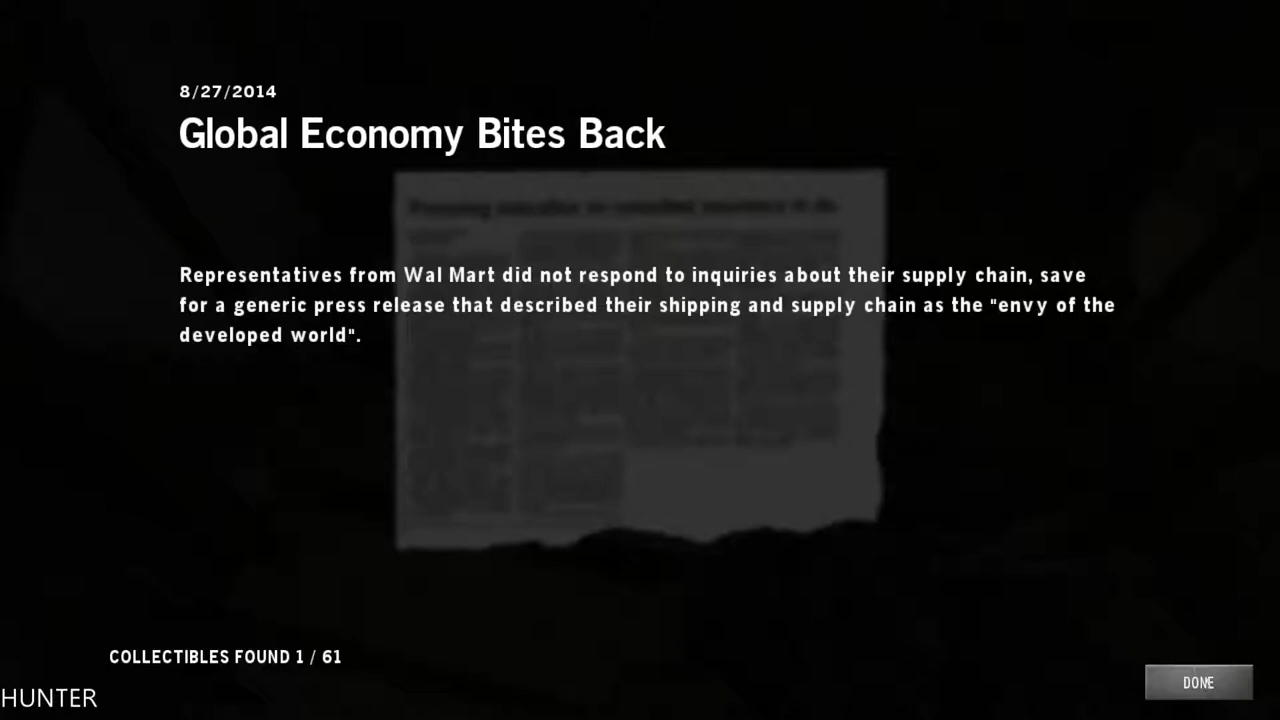 8/27/2014
Global Economy Bites Back
Representatives from Wal Mart did not respond to inquiries about their supply chain, save
for a generic press release that described their shipping and supply chain as the "envy of the
developed world".
COLLECTIBLES FOUND 1 / 61
HUNTER
DONE